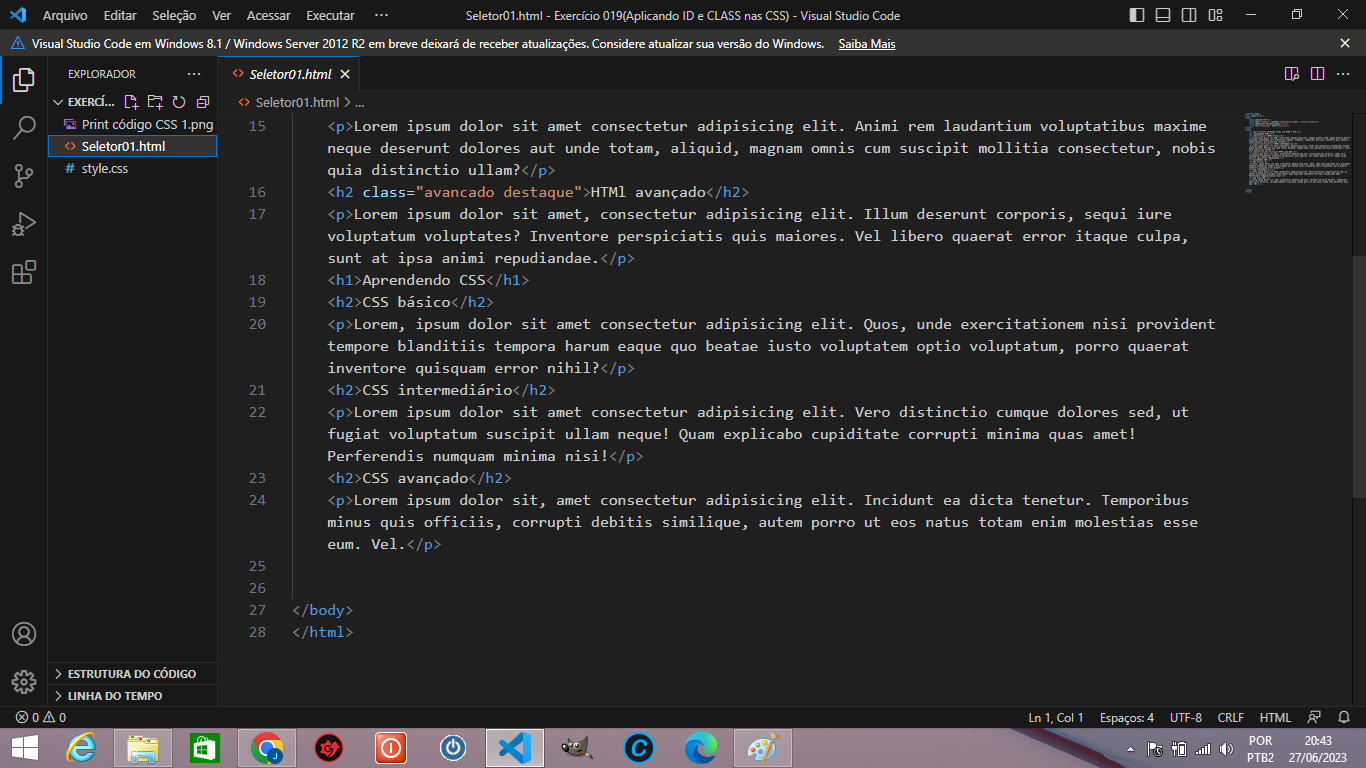 Arquivo Editar Seleção Ver Acessar Executar ··· Seletor01.html - Exercício 019(Aplicando ID e CLASS nas CSS) - Visual Studio Code
Visual Studio Code em Windows 8.1 / Windows Server 2012 R2 em breve deixará de receber atualizações. Considere atualizar sua versão do Windows. Saiba Mais
EXPLORADOR ···
Seletor01.html
EXERCÍ...
Seletor01.html > ...
Print código CSS 1.png
Seletor01.html
style.css
15 <p>Lorem ipsum dolor sit amet consectetur adipisicing elit. Animi rem laudantium voluptatibus maxime
neque deserunt dolores aut unde totam, aliquid, magnam omnis cum suscipit mollitia consectetur, nobis
quia distinctio ullam?</p>
16 <h2 class="avancado destaque">HTMl avançado</h2>
17 <p>Lorem ipsum dolor sit amet, consectetur adipisicing elit. Illum deserunt corporis, sequi iure
voluptatum voluptates? Inventore perspiciatis quis maiores. Vel libero quaerat error itaque culpa,
sunt at ipsa animi repudiandae.</p>
18 <h1>Aprendendo CSS</h1>
19 <h2>CSS básico</h2>
20 <p>Lorem, ipsum dolor sit amet consectetur adipisicing elit. Quos, unde exercitationem nisi provident
tempore blanditiis tempora harum eaque quo beatae iusto voluptatem optio voluptatum, porro quaerat
inventore quisquam error nihil?</p>
21 <h2>CSS intermediário</h2>
22 <p>Lorem ipsum dolor sit amet consectetur adipisicing elit. Vero distinctio cumque dolores sed, ut
fugiat voluptatum suscipit ullam neque! Quam explicabo cupiditate corrupti minima quas amet!
Perferendis numquam minima nisi!</p>
23 <h2>CSS avançado</h2>
24 <p>Lorem ipsum dolor sit, amet consectetur adipisicing elit. Incidunt ea dicta tenetur. Temporibus
minus quis officiis, corrupti debitis similique, autem porro ut eos natus totam enim molestias esse
eum. Vel.</p>
25
26
27 </body>
28 </html>
ESTRUTURA DO CÓDIGO
LINHA DO TEMPO
0 0 Ln 1, Col 1 Espaços: 4 UTF-8 CRLF HTML
POR 20:43
PTB2 27/06/2023